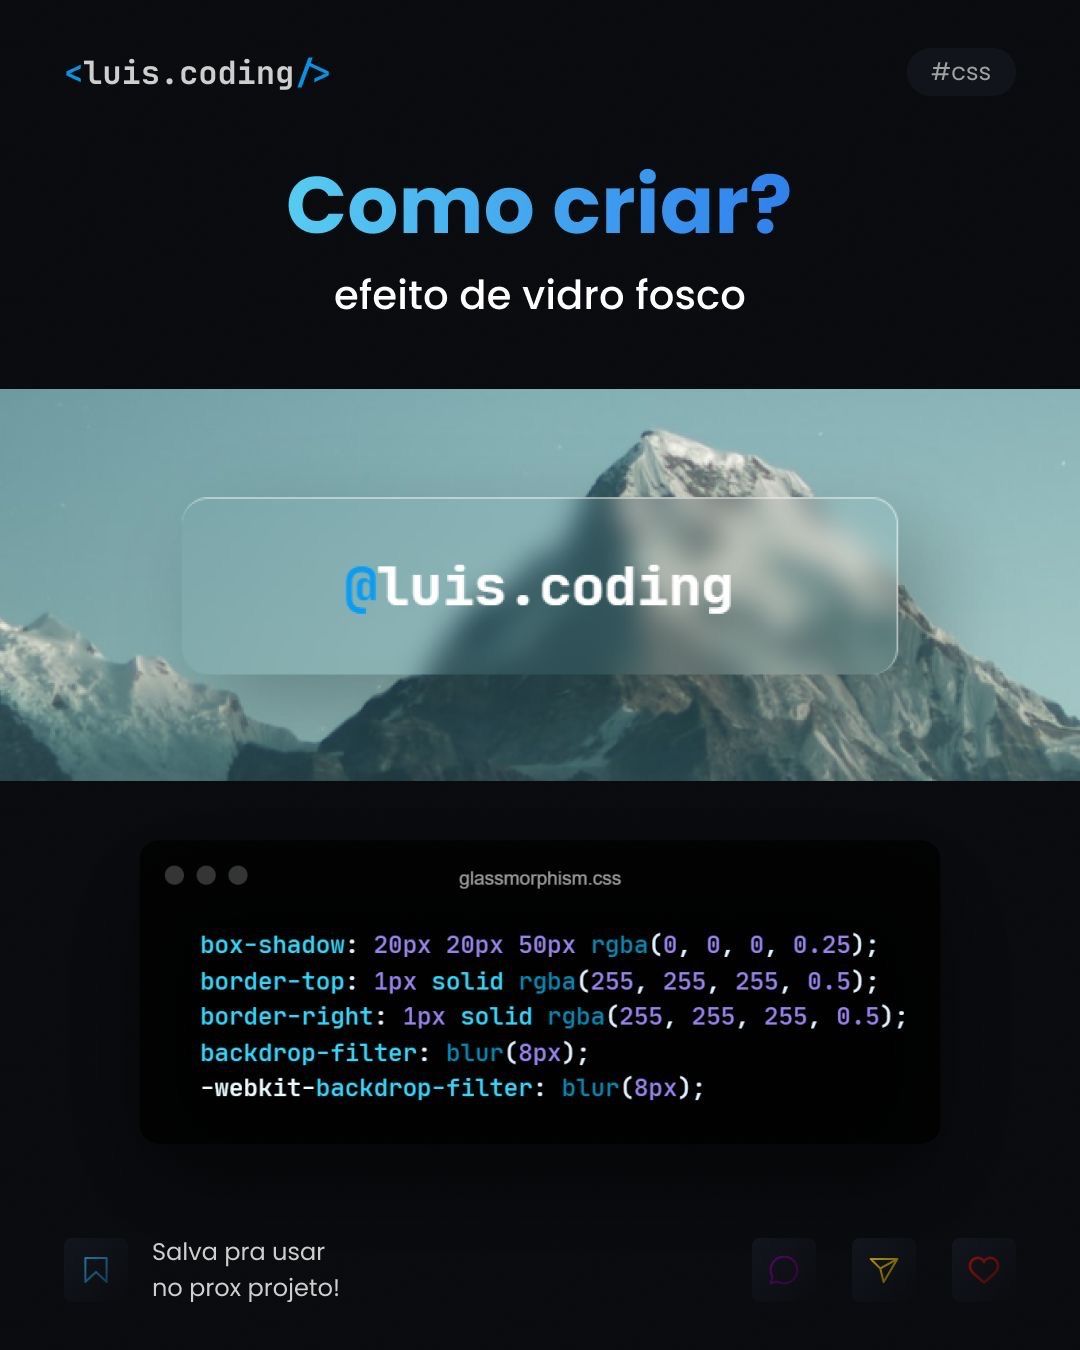 <luis.coding/>
#css
Como criar?
efeito de vidro fosco
@luis.coding
glassmorphism.css
box-shadow: 20px 20px 50px rgba(0, 0, 0, 0.25);
border-top: 1px solid rgba(255, 255, 255, 0.5);
border-right: 1px solid rgba(255, 255, 255, 0.5);
backdrop-filter: blur(8px);
-webkit-backdrop-filter: blur(8px);
Salva pra usar
no prox projeto!